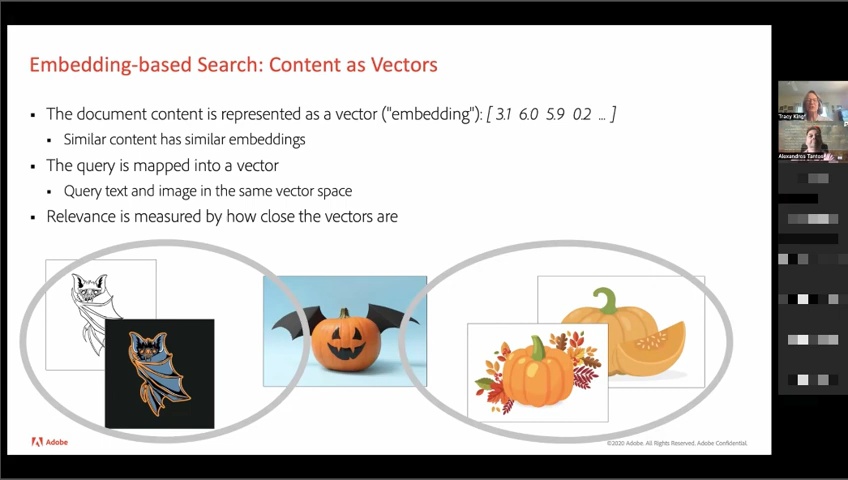 Embedding-based Search: Content as Vectors
▪ The document content is represented as a vector ("embedding"): [ 3.1 6.0 5.9 0.2 ... ]
▪ Similar content has similar embeddings
▪ The query is mapped into a vector
▪ Query text and image in the same vector space
▪ Relevance is measured by how close the vectors are
Adobe
©2020 Adobe. All Rights Reserved. Adobe Confidential.
Tracy King
Alexandros Tantos